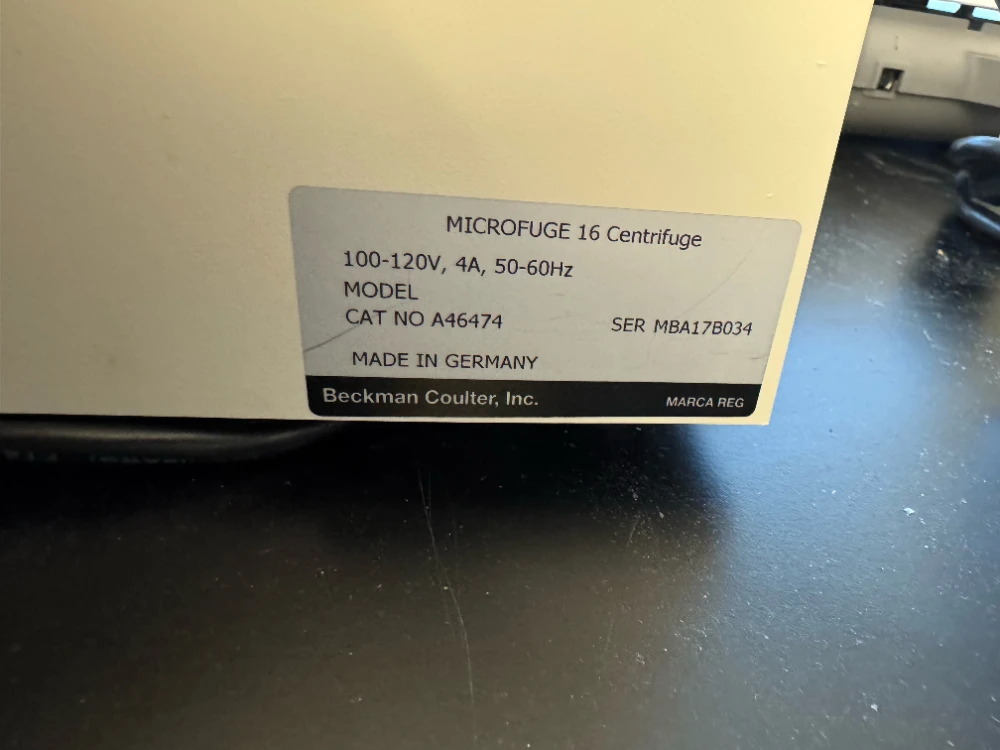 MICROFUGE 16 Centrifuge
100-120V, 4A, 50-60Hz
MODEL
CAT NO A46474 SER MBA17B034
MADE IN GERMANY
Beckman Coulter, Inc. MARCA REG